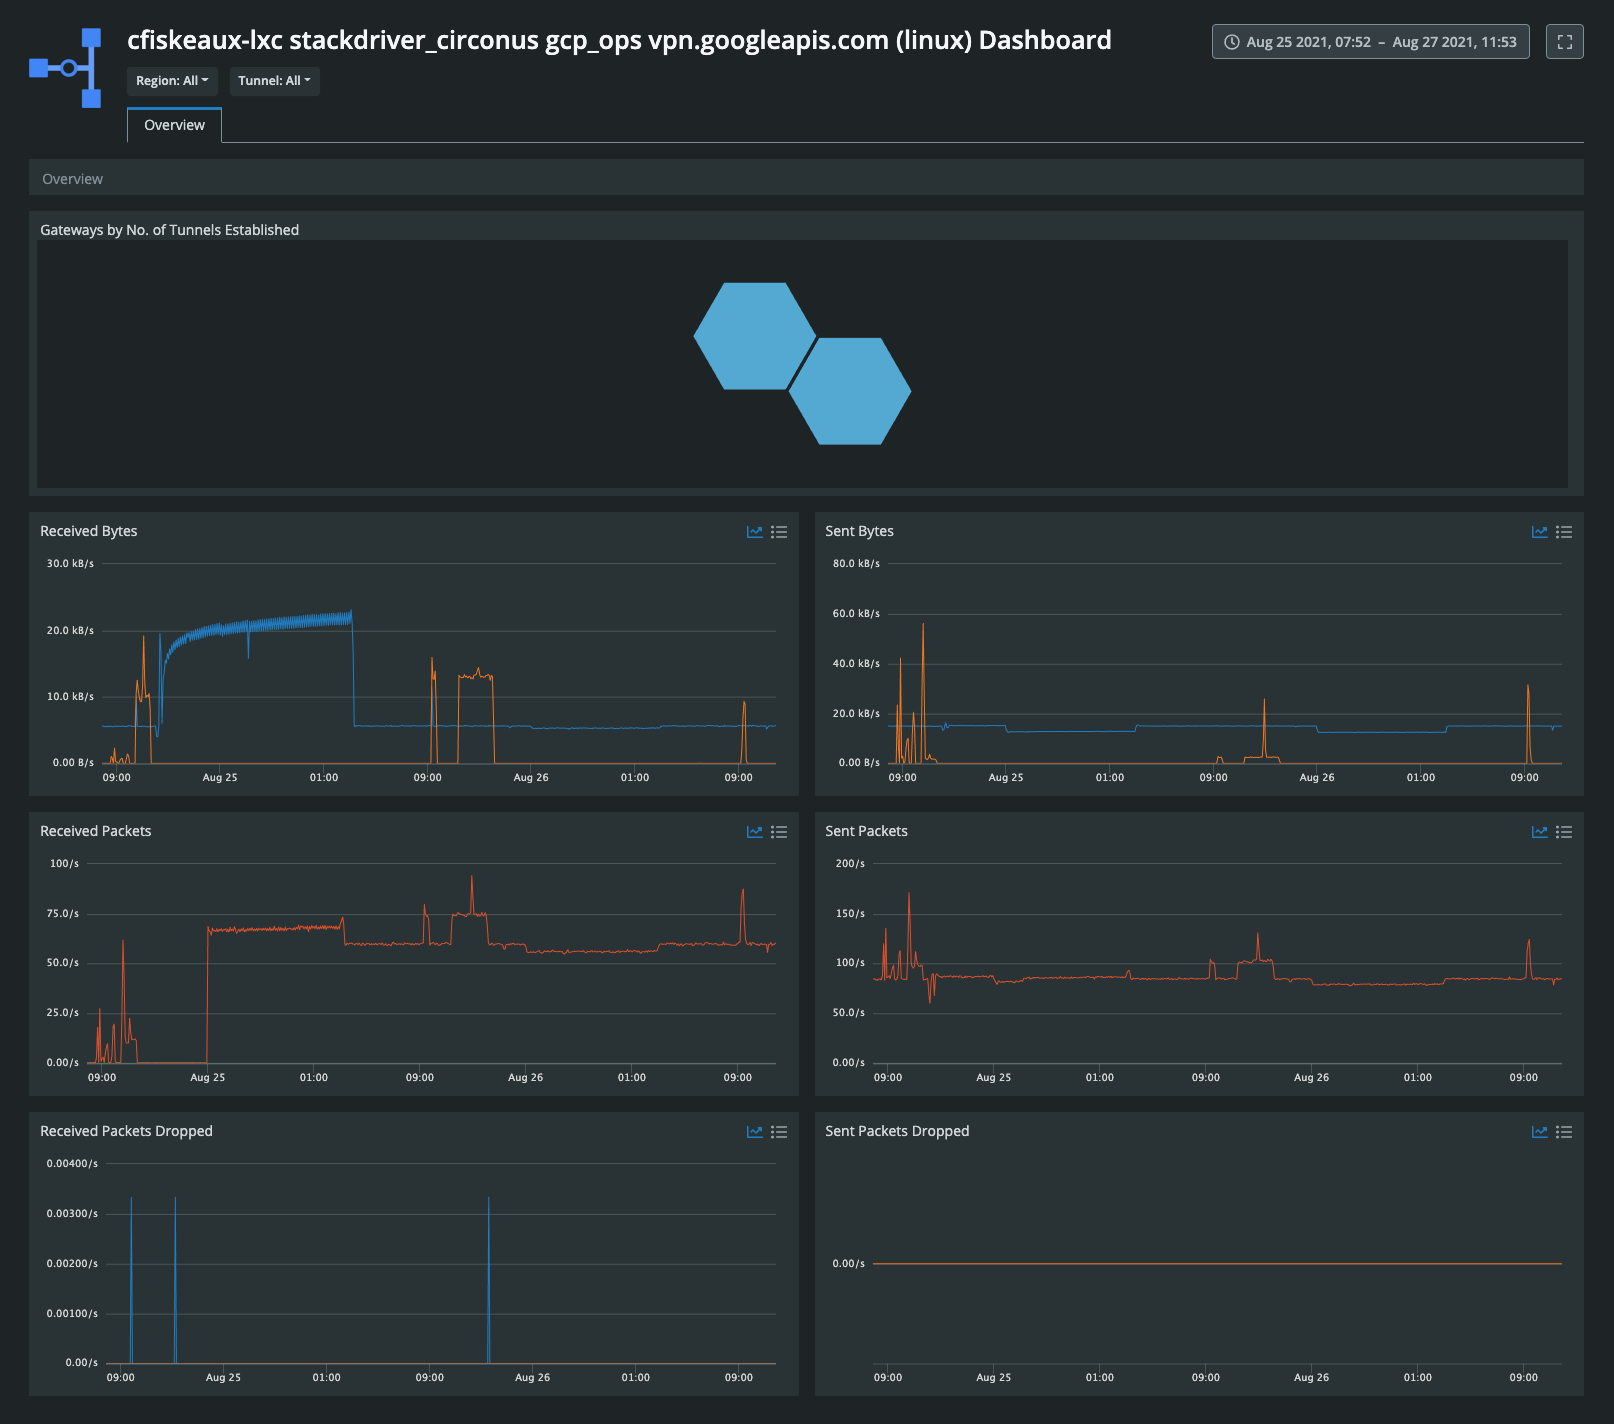 cfiskeaux-lxc stackdriver_circonus gcp_ops vpn.googleapis.com (linux) Dashboard
Aug 25 2021, 07:52 – Aug 27 2021, 11:53
Region: All
Tunnel: All
Overview
Overview
Gateways by No. of Tunnels Established
Received Bytes
30.0 kB/s
20.0 kB/s
10.0 kB/s
0.00 B/s
09:00 Aug 25 01:00 09:00 Aug 26 01:00 09:00
Sent Bytes
80.0 kB/s
60.0 kB/s
40.0 kB/s
20.0 kB/s
0.00 B/s
09:00 Aug 25 01:00 09:00 Aug 26 01:00 09:00
Received Packets
100/s
75.0/s
50.0/s
25.0/s
0.00/s
09:00 Aug 25 01:00 09:00 Aug 26 01:00 09:00
Sent Packets
200/s
150/s
100/s
50.0/s
0.00/s
09:00 Aug 25 01:00 09:00 Aug 26 01:00 09:00
Received Packets Dropped
0.00400/s
0.00300/s
0.00200/s
0.00100/s
0.00/s
09:00 Aug 25 01:00 09:00 Aug 26 01:00 09:00
Sent Packets Dropped
0.00/s
09:00 Aug 25 01:00 09:00 Aug 26 01:00 09:00